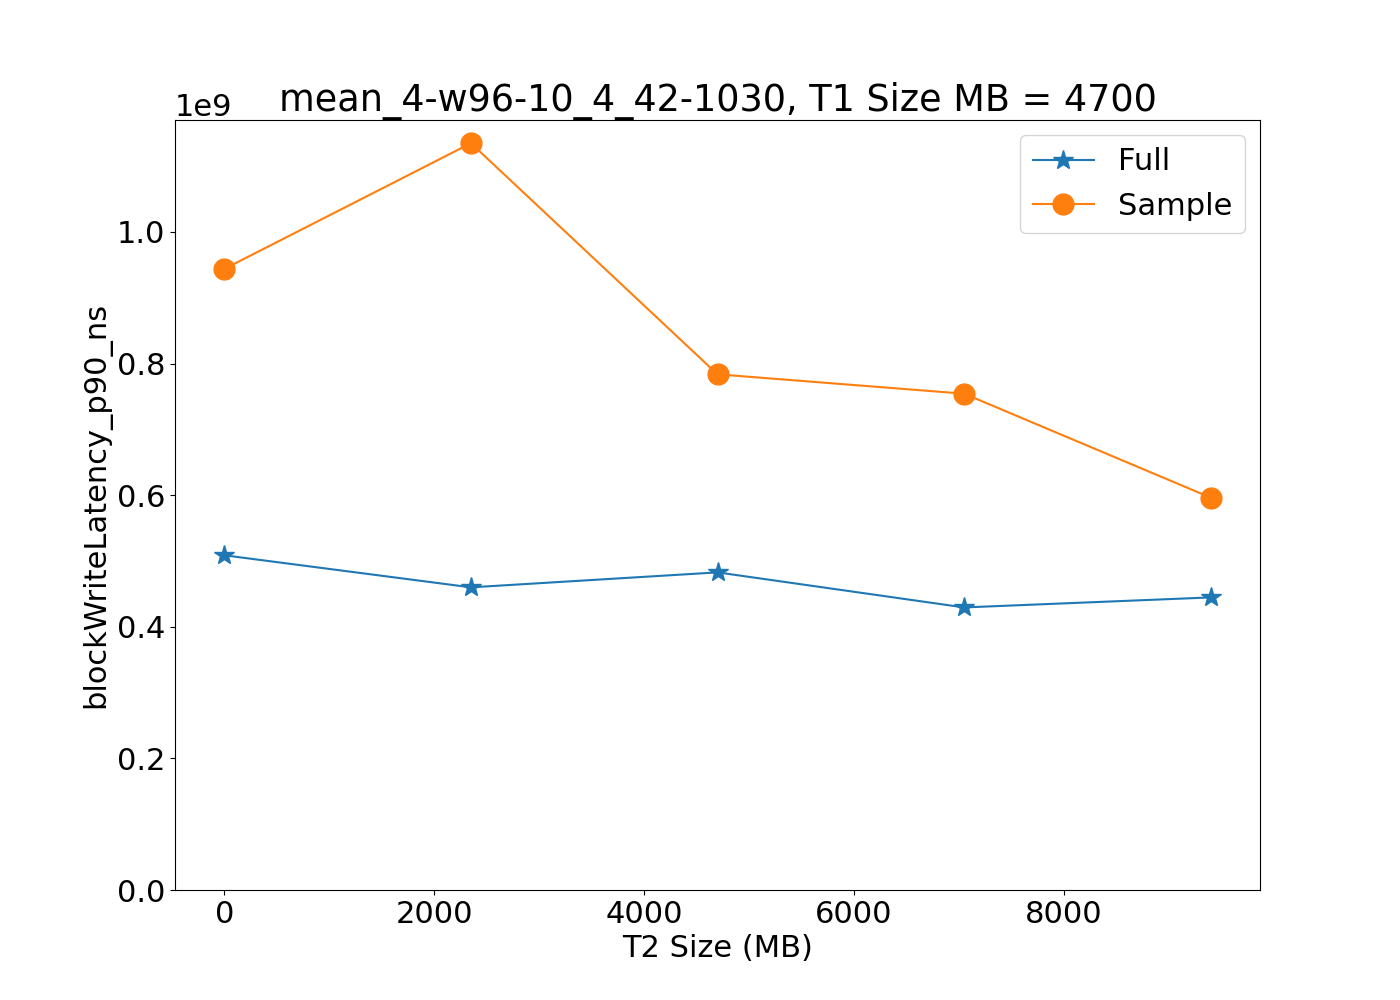 mean_4-w96-10_4_42-1030, T1 Size MB = 4700
1e9
Full
Sample
1.0
0.8
0.6
0.4
0.2
0.0
blockWriteLatency_p90_ns
0 2000 4000 6000 8000
T2 Size (MB)